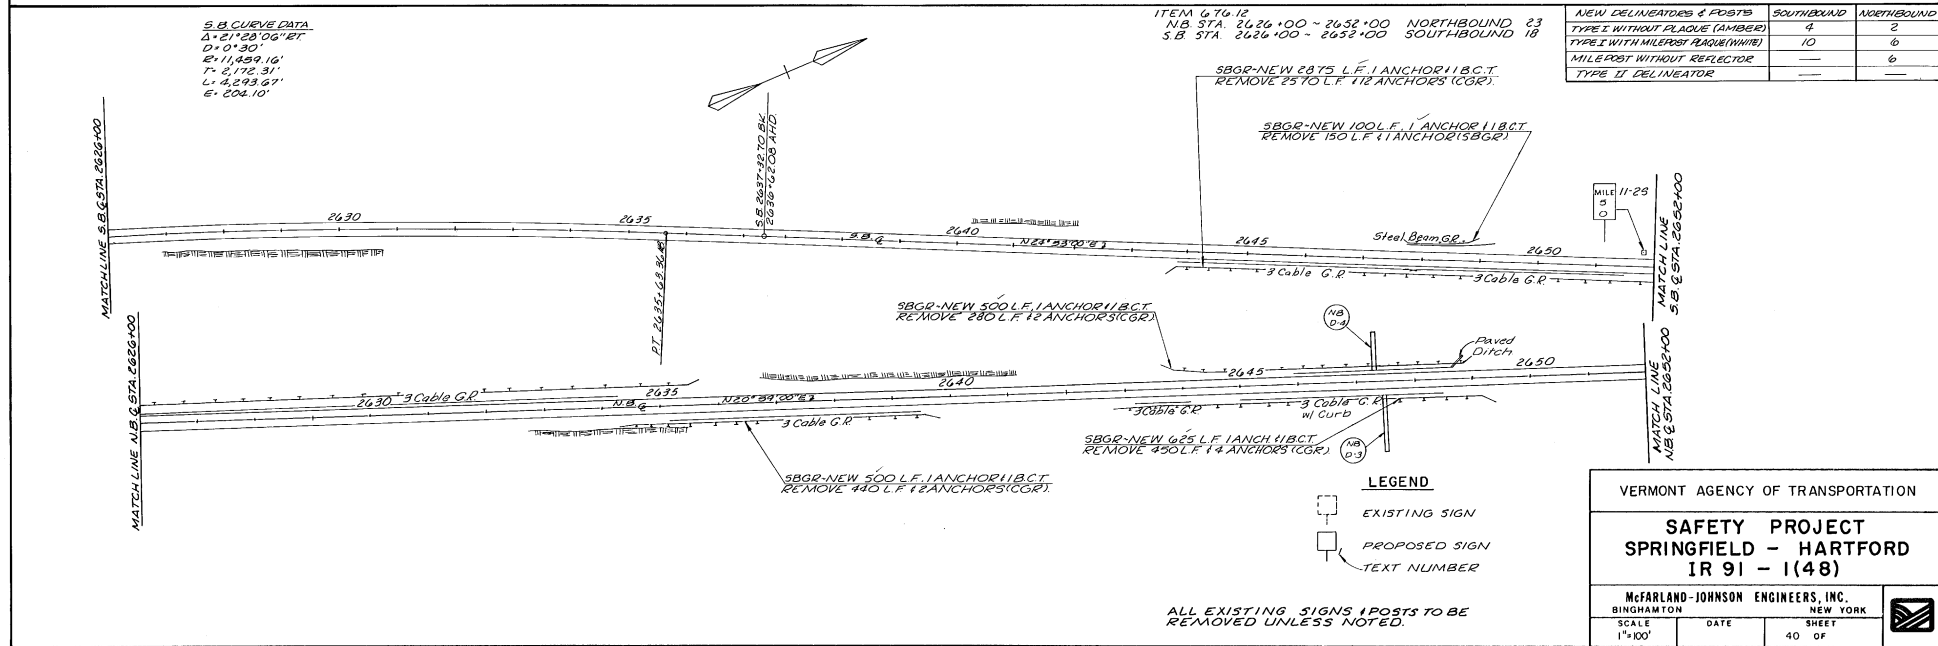 S.B. CURVE DATA
Δ=21°28'06" RT.
D=0°30'
R=11,459.16'
T=2,172.31'
L=4,293.67'
E=204.10'
ITEM 676.12
N.B. STA. 2626+00 ~ 2652+00 NORTHBOUND 23
S.B. STA. 2626+00 ~ 2652+00 SOUTHBOUND 18
NEW DELINEATORS & POSTS SOUTHBOUND NORTHBOUND
TYPE I WITHOUT PLAQUE (AMBER) 4 2
TYPE I WITH MILEPOST PLAQUE (WHITE) 10 6
MILEPOST WITHOUT REFLECTOR — 6
TYPE II DELINEATOR — —
SBGR-NEW 2875 L.F. 1 ANCHOR & 1 B.C.T.
REMOVE 2570 L.F. & 12 ANCHORS (CGR).
SBGR-NEW 100 L.F., 1 ANCHOR & 1 B.C.T.
REMOVE 150 L.F. & 1 ANCHOR (SBGR)
MATCHLINE S.B. ℄ STA. 2626+00
S.B. 2637+32.70 BK.
2636+62.08 AHD.
MILE
5
0
11-25
MATCH LINE
S.B. ℄ STA. 2652+00
2630
2635
S.B. ℄
2640
N 24°53'00" E
2645
Steel Beam G.R.
2650
3 Cable G.R.
3 Cable G.R.
P.T. 2635+63.36
SBGR-NEW 500 L.F., 1 ANCHOR & 1 B.C.T.
REMOVE 280 L.F. & 2 ANCHORS (CGR).
NB
D-4
Paved
Ditch
MATCH LINE N.B. ℄ STA. 2626+00
2630
3 Cable G.R.
2635
N.B. ℄
N 20°59'00" E
2640
2645
2650
3 Cable G.R.
3 Cable G.R.
3 Cable G.R.
w/ Curb
MATCH LINE
N.B. ℄ STA. 2652+00
SBGR-NEW 625 L.F. 1 ANCH. & 1 B.C.T.
REMOVE 450 L.F. & 4 ANCHORS (CGR).
NB
D-3
SBGR-NEW 500 L.F., 1 ANCHOR & 1 B.C.T.
REMOVE 440 L.F. & 2 ANCHORS (CGR).
LEGEND
EXISTING SIGN
PROPOSED SIGN
TEXT NUMBER
ALL EXISTING SIGNS & POSTS TO BE
REMOVED UNLESS NOTED.
VERMONT AGENCY OF TRANSPORTATION
SAFETY PROJECT
SPRINGFIELD - HARTFORD
IR 91 - 1(48)
McFARLAND-JOHNSON ENGINEERS, INC.
BINGHAMTON NEW YORK
SCALE DATE SHEET
1"=100' 40 OF